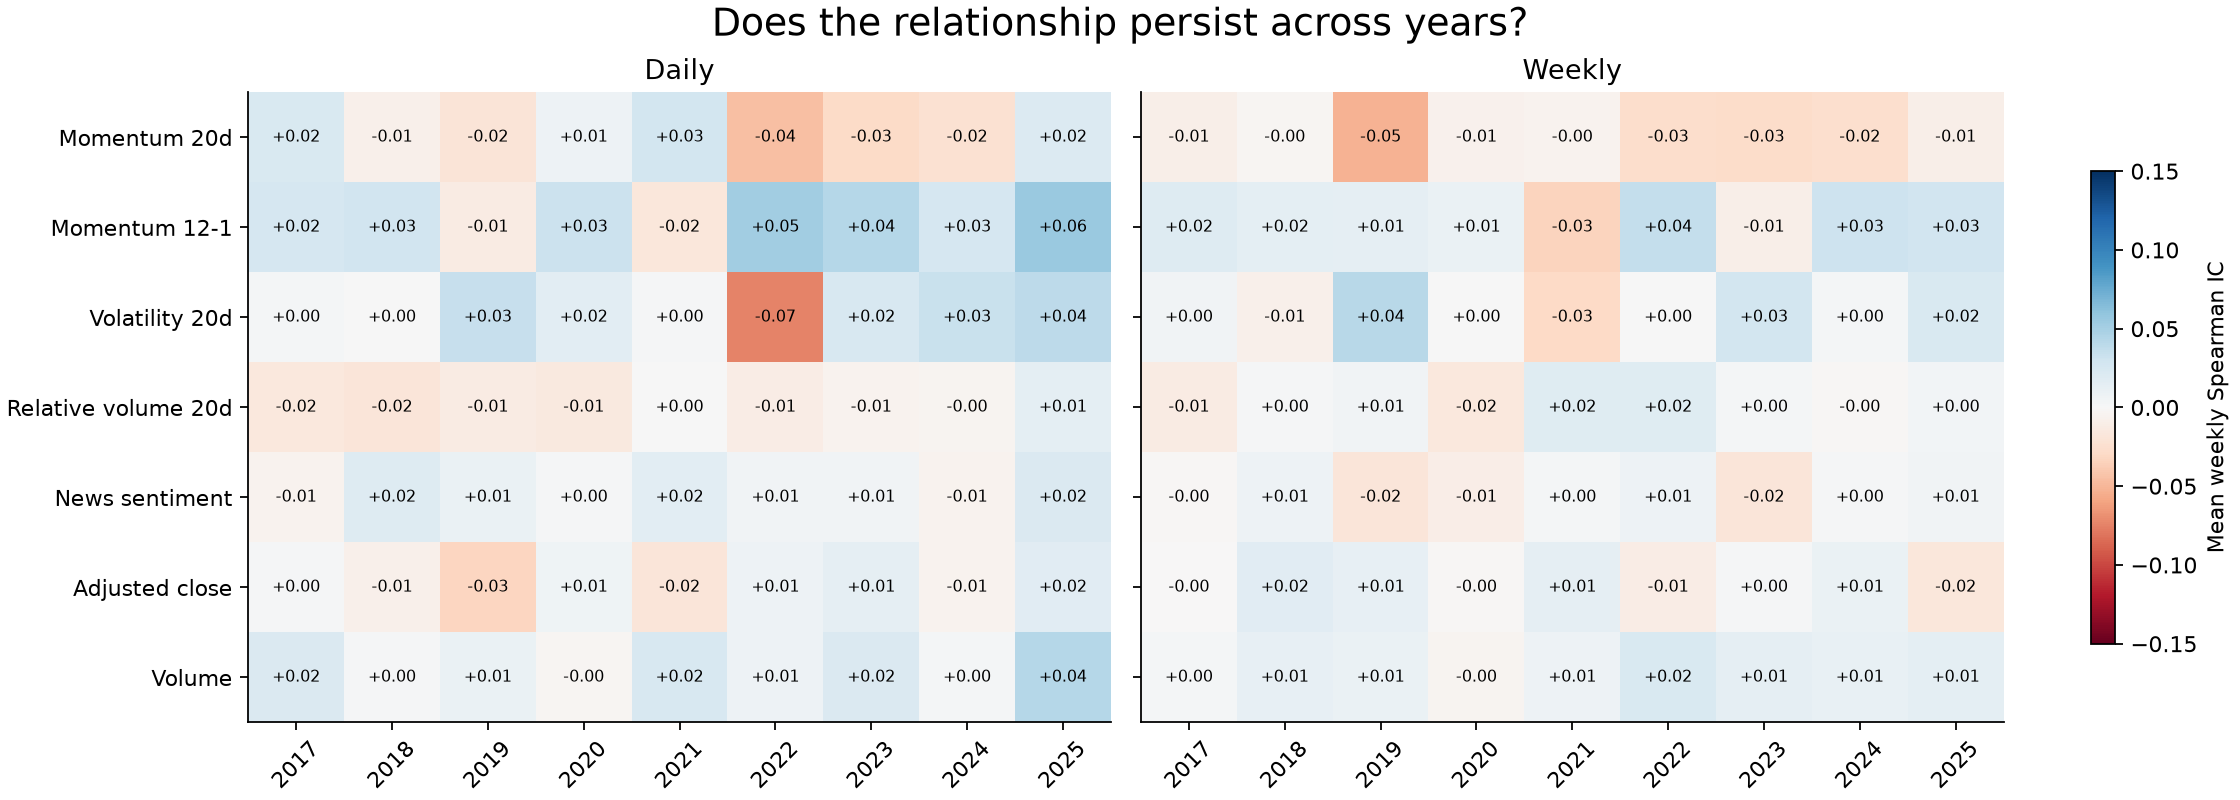 Does the relationship persist across years?
Daily
Weekly
Momentum 20d +0.02 -0.01 -0.02 +0.01 +0.03 -0.04 -0.03 -0.02 +0.02 -0.01 -0.00 -0.05 -0.01 -0.00 -0.03 -0.03 -0.02 -0.01
Momentum 12-1 +0.02 +0.03 -0.01 +0.03 -0.02 +0.05 +0.04 +0.03 +0.06 +0.02 +0.02 +0.01 +0.01 -0.03 +0.04 -0.01 +0.03 +0.03
Volatility 20d +0.00 +0.00 +0.03 +0.02 +0.00 -0.07 +0.02 +0.03 +0.04 +0.00 -0.01 +0.04 +0.00 -0.03 +0.00 +0.03 +0.00 +0.02
Relative volume 20d -0.02 -0.02 -0.01 -0.01 +0.00 -0.01 -0.01 -0.00 +0.01 -0.01 +0.00 +0.01 -0.02 +0.02 +0.02 +0.00 -0.00 +0.00
News sentiment -0.01 +0.02 +0.01 +0.00 +0.02 +0.01 +0.01 -0.01 +0.02 -0.00 +0.01 -0.02 -0.01 +0.00 +0.01 -0.02 +0.00 +0.01
Adjusted close +0.00 -0.01 -0.03 +0.01 -0.02 +0.01 +0.01 -0.01 +0.02 -0.00 +0.02 +0.01 -0.00 +0.01 -0.01 +0.00 +0.01 -0.02
Volume +0.02 +0.00 +0.01 -0.00 +0.02 +0.01 +0.02 +0.00 +0.04 +0.00 +0.01 +0.01 -0.00 +0.01 +0.02 +0.01 +0.01 +0.01
2017 2018 2019 2020 2021 2022 2023 2024 2025 2017 2018 2019 2020 2021 2022 2023 2024 2025
0.15
0.10
0.05
0.00
−0.05
−0.10
−0.15
Mean weekly Spearman IC